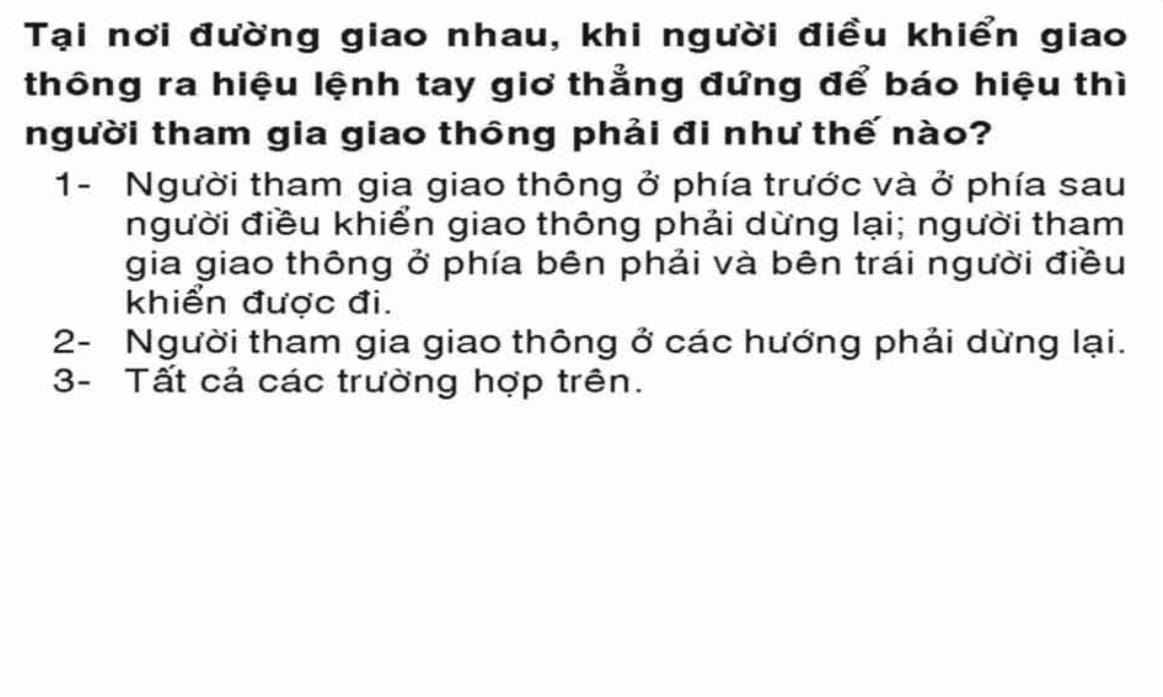 Tại nơi đường giao nhau, khi người điều khiển giao
thông ra hiệu lệnh tay giơ thẳng đứng để báo hiệu thì
người tham gia giao thông phải đi như thế nào?
1- Người tham gia giao thông ở phía trước và ở phía sau
người điều khiển giao thông phải dừng lại; người tham
gia giao thông ở phía bên phải và bên trái người điều
khiển được đi.
2- Người tham gia giao thông ở các hướng phải dừng lại.
3- Tất cả các trường hợp trên.